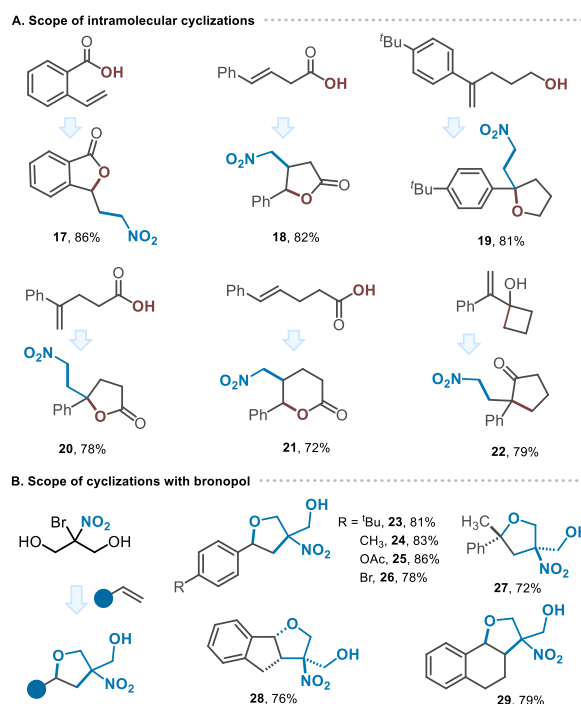 A. Scope of intramolecular cyclizations
O
OH
Ph
O
OH
tBu
OH
O
O
NO2
17, 86%
O2N
Ph
O
O
18, 82%
O2N
tBu
O
19, 81%
Ph
O
OH
Ph
O
OH
OH
Ph
O2N
Ph
O
O
20, 78%
O2N
Ph
O
O
21, 72%
O2N
O
Ph
22, 79%
B. Scope of cyclizations with bronopol
Br NO2
HO OH
O
OH
NO2
R
R = tBu, 23, 81%
CH3, 24, 83%
OAc, 25, 86%
Br, 26, 78%
H3C
O
HO
Ph
NO2
27, 72%
OH
O
NO2
O
OH
NO2
28, 76%
O
OH
NO2
29, 79%